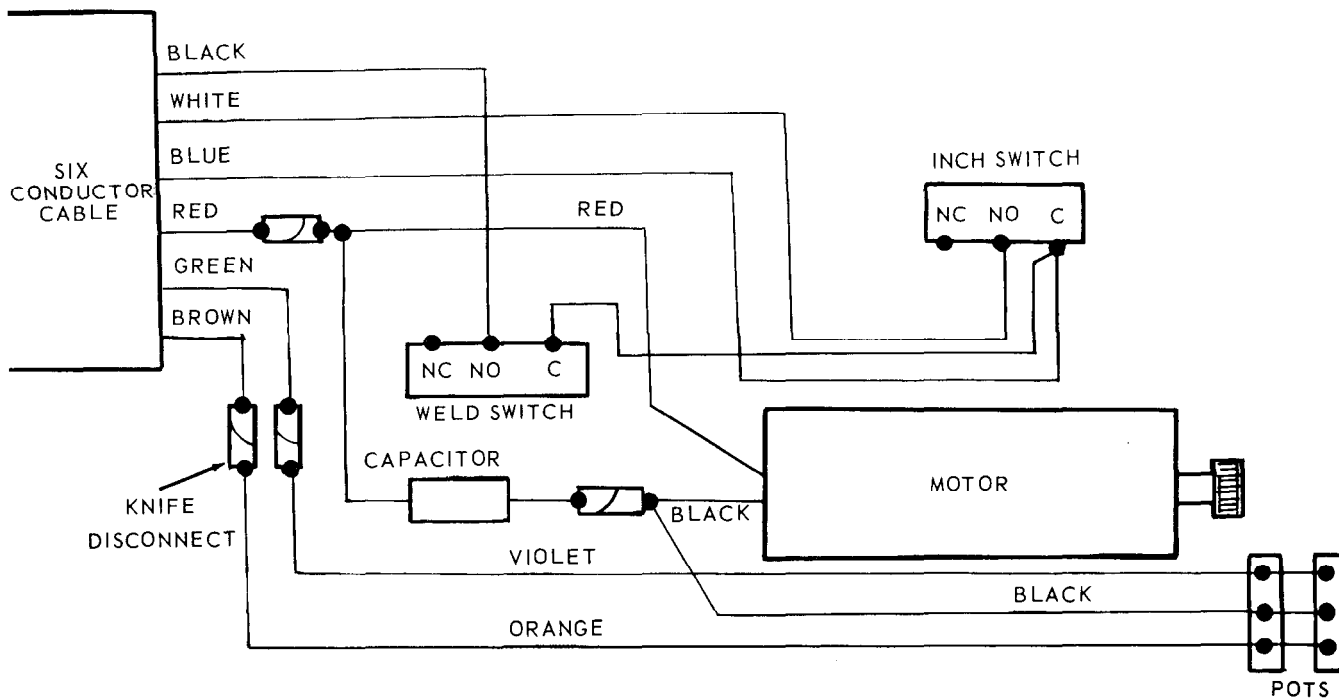 BLACK
WHITE
BLUE
SIX
CONDUCTOR
CABLE
RED
GREEN
BROWN
RED
INCH SWITCH
NC NO C
NC NO C
WELD SWITCH
KNIFE
DISCONNECT
CAPACITOR
BLACK
MOTOR
VIOLET
BLACK
ORANGE
POTS